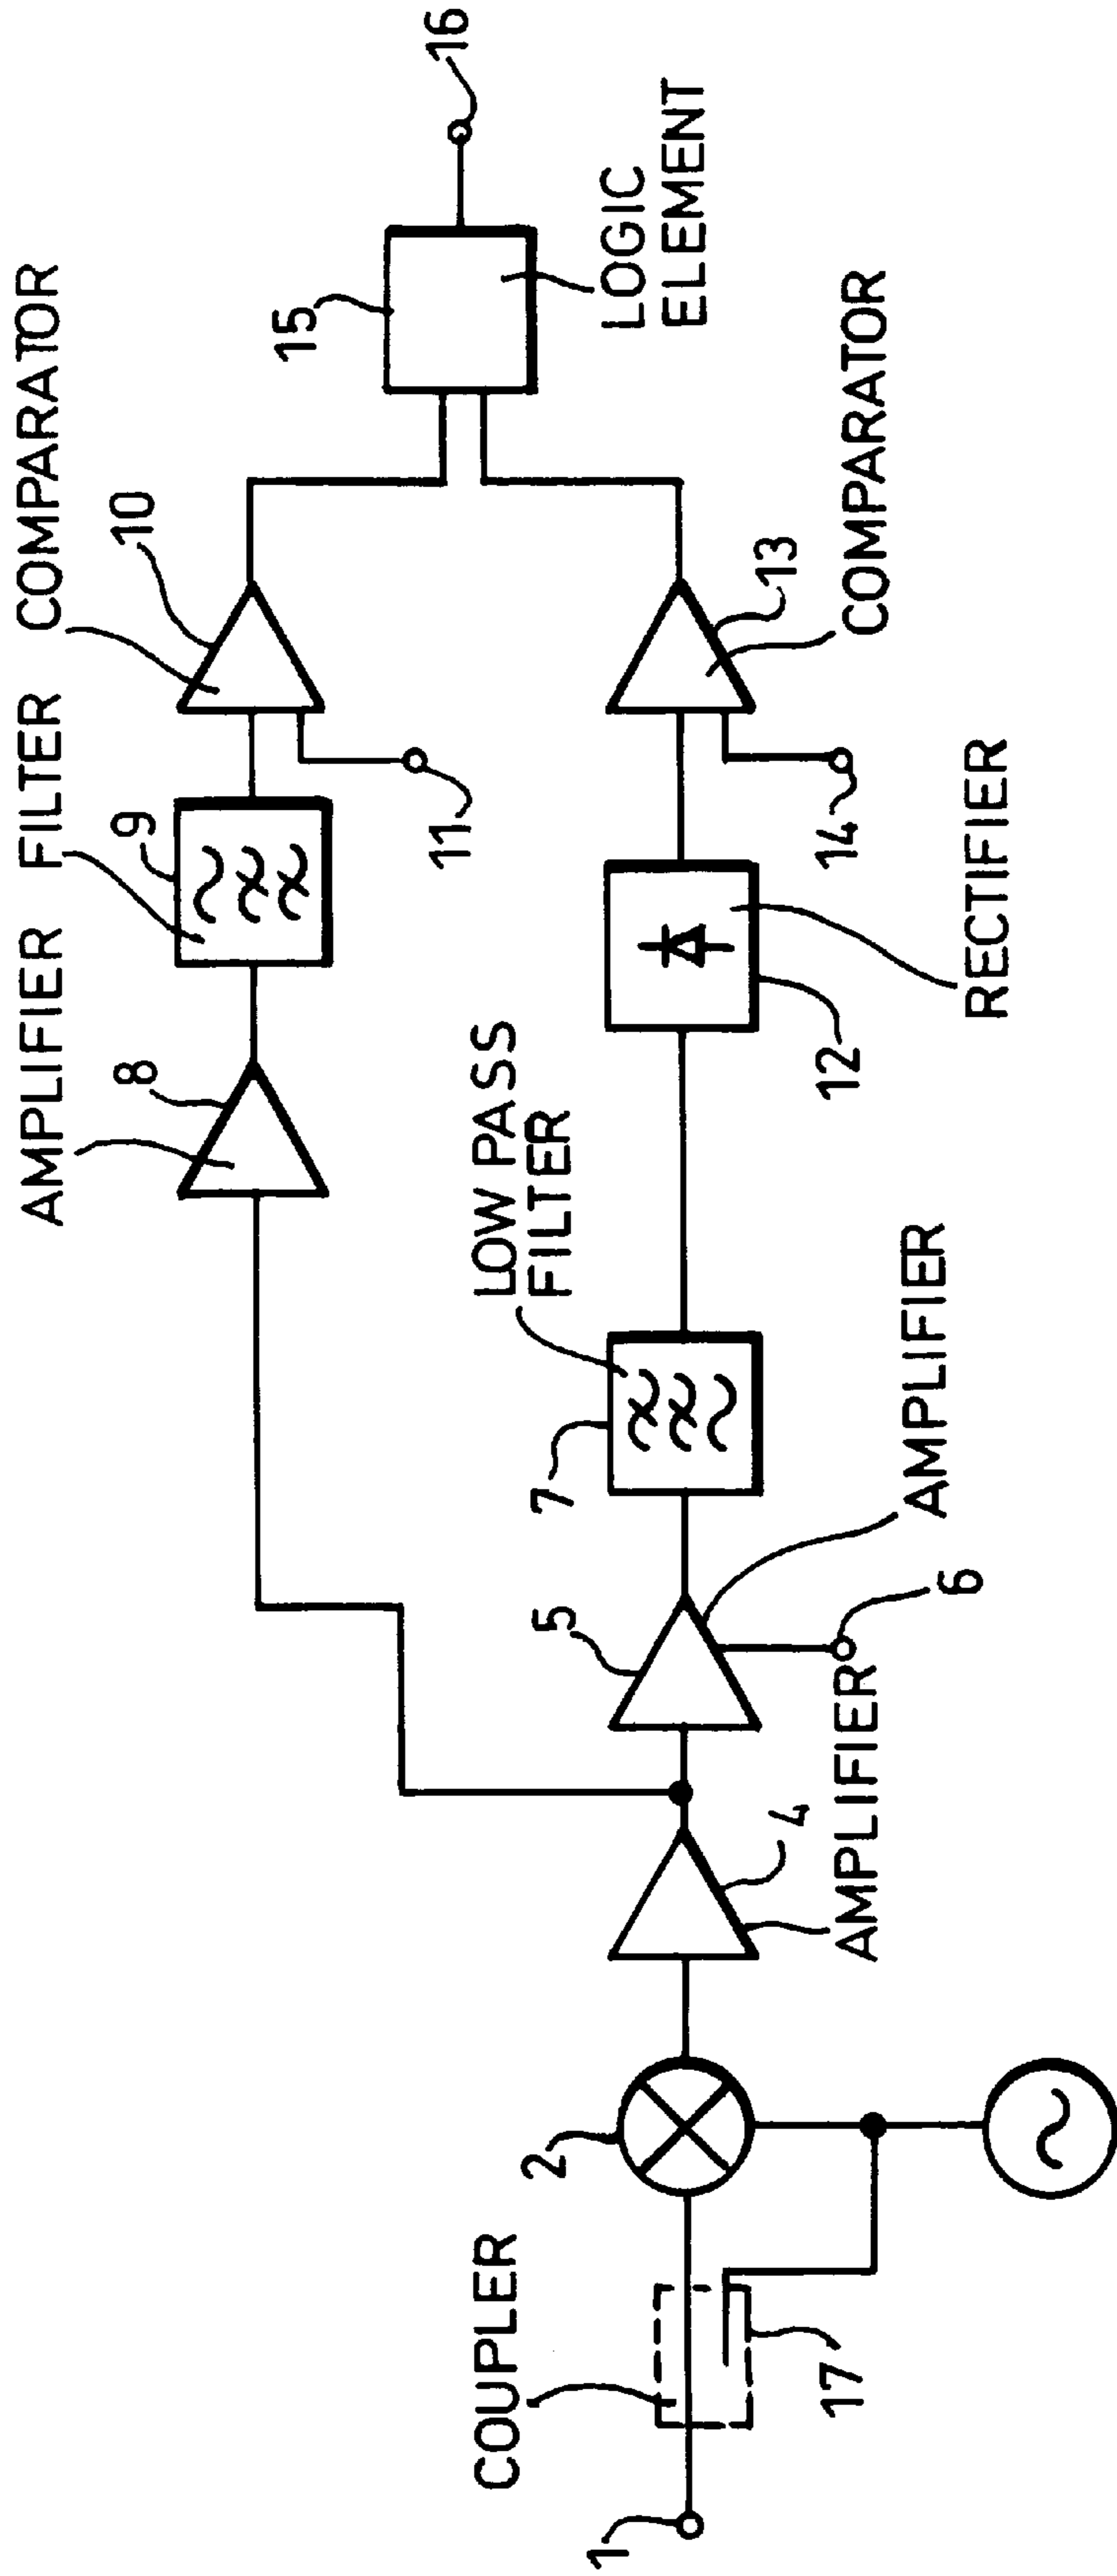 COMPARATOR
AMPLIFIER FILTER
10
9
8
11
15
16
LOGIC
ELEMENT
LOW PASS
FILTER
7
5
13
COMPARATOR
14
12
RECTIFIER
AMPLIFIER
6
4
AMPLIFIER
2
COUPLER
17
1